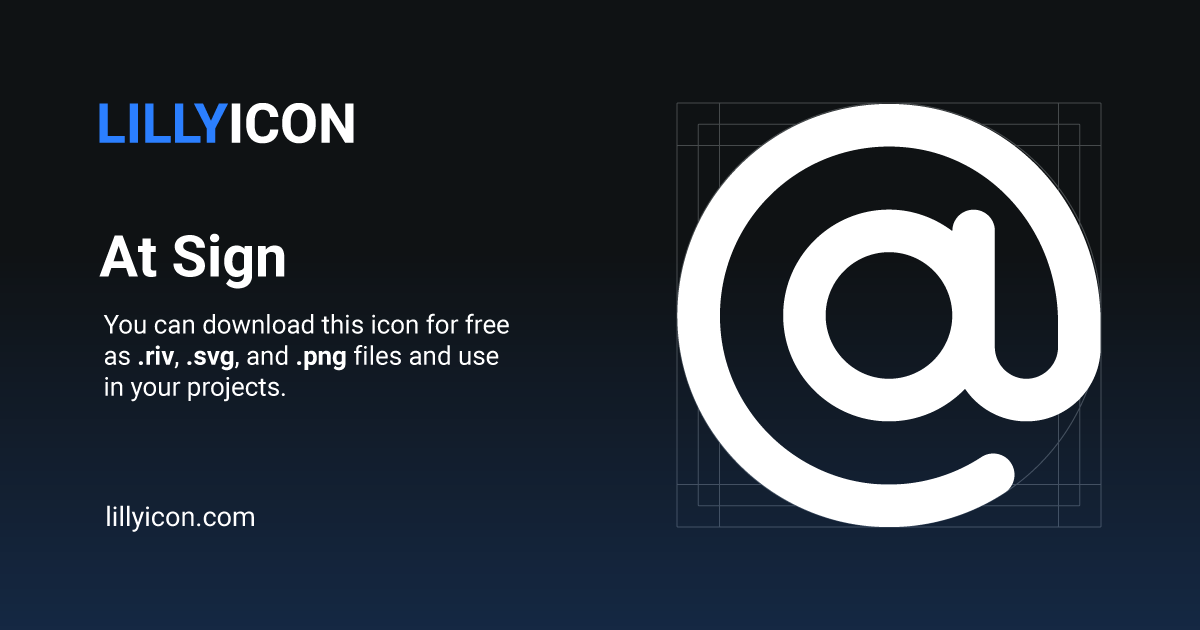 LILLYICON
At Sign
You can download this icon for free
as .riv, .svg, and .png files and use
in your projects.
lillyicon.com
@